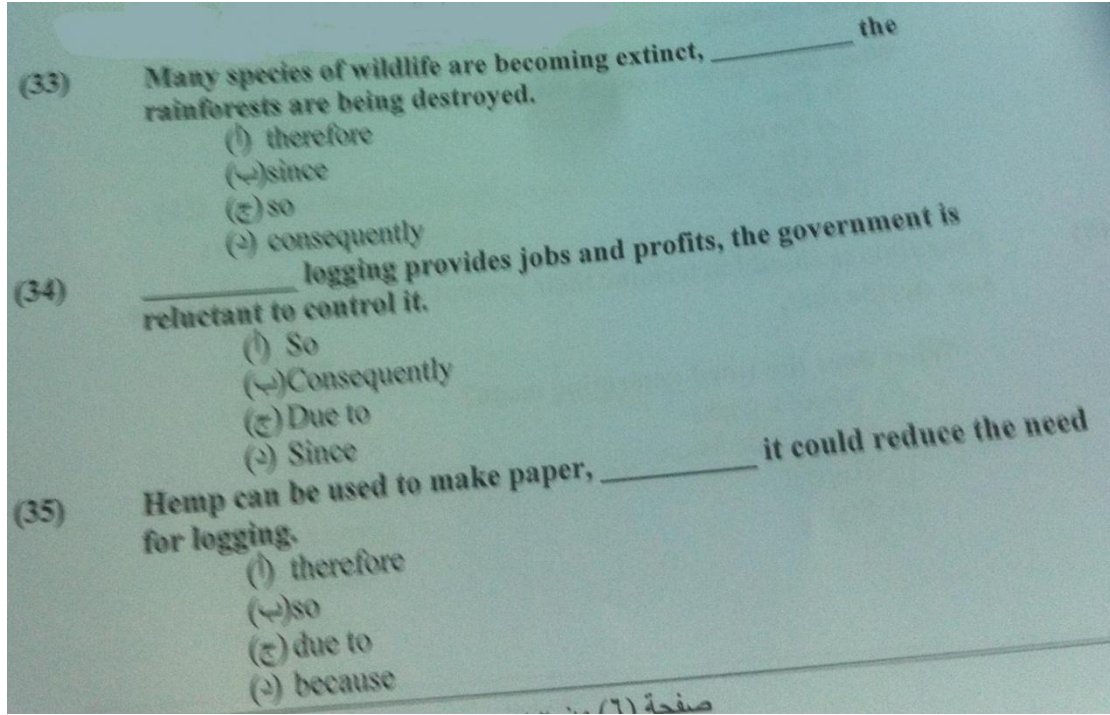 (33) Many species of wildlife are becoming extinct, __________ the
rainforests are being destroyed.
(أ) therefore
(ب) since
(ج) so
(د) consequently
(34) __________ logging provides jobs and profits, the government is
reluctant to control it.
(أ) So
(ب) Consequently
(ج) Due to
(د) Since
(35) Hemp can be used to make paper, __________ it could reduce the need
for logging.
(أ) therefore
(ب) so
(ج) due to
(د) because
صفحة (٦)